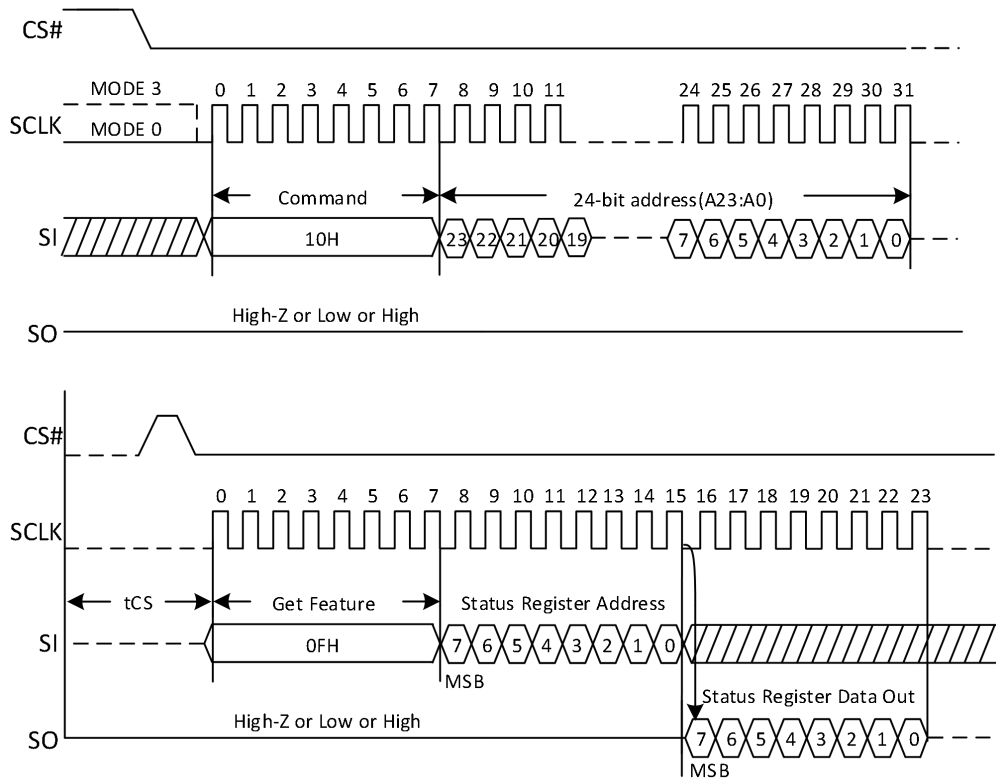 CS#
MODE 3
0 1 2 3 4 5 6 7 8 9 10 11 24 25 26 27 28 29 30 31
SCLK
MODE 0
Command
24-bit address(A23:A0)
SI
10H
23 22 21 20 19 7 6 5 4 3 2 1 0
High-Z or Low or High
SO
CS#
0 1 2 3 4 5 6 7 8 9 10 11 12 13 14 15 16 17 18 19 20 21 22 23
SCLK
tCS
Get Feature
Status Register Address
SI
0FH
7 6 5 4 3 2 1 0
MSB
Status Register Data Out
High-Z or Low or High
SO
7 6 5 4 3 2 1 0
MSB